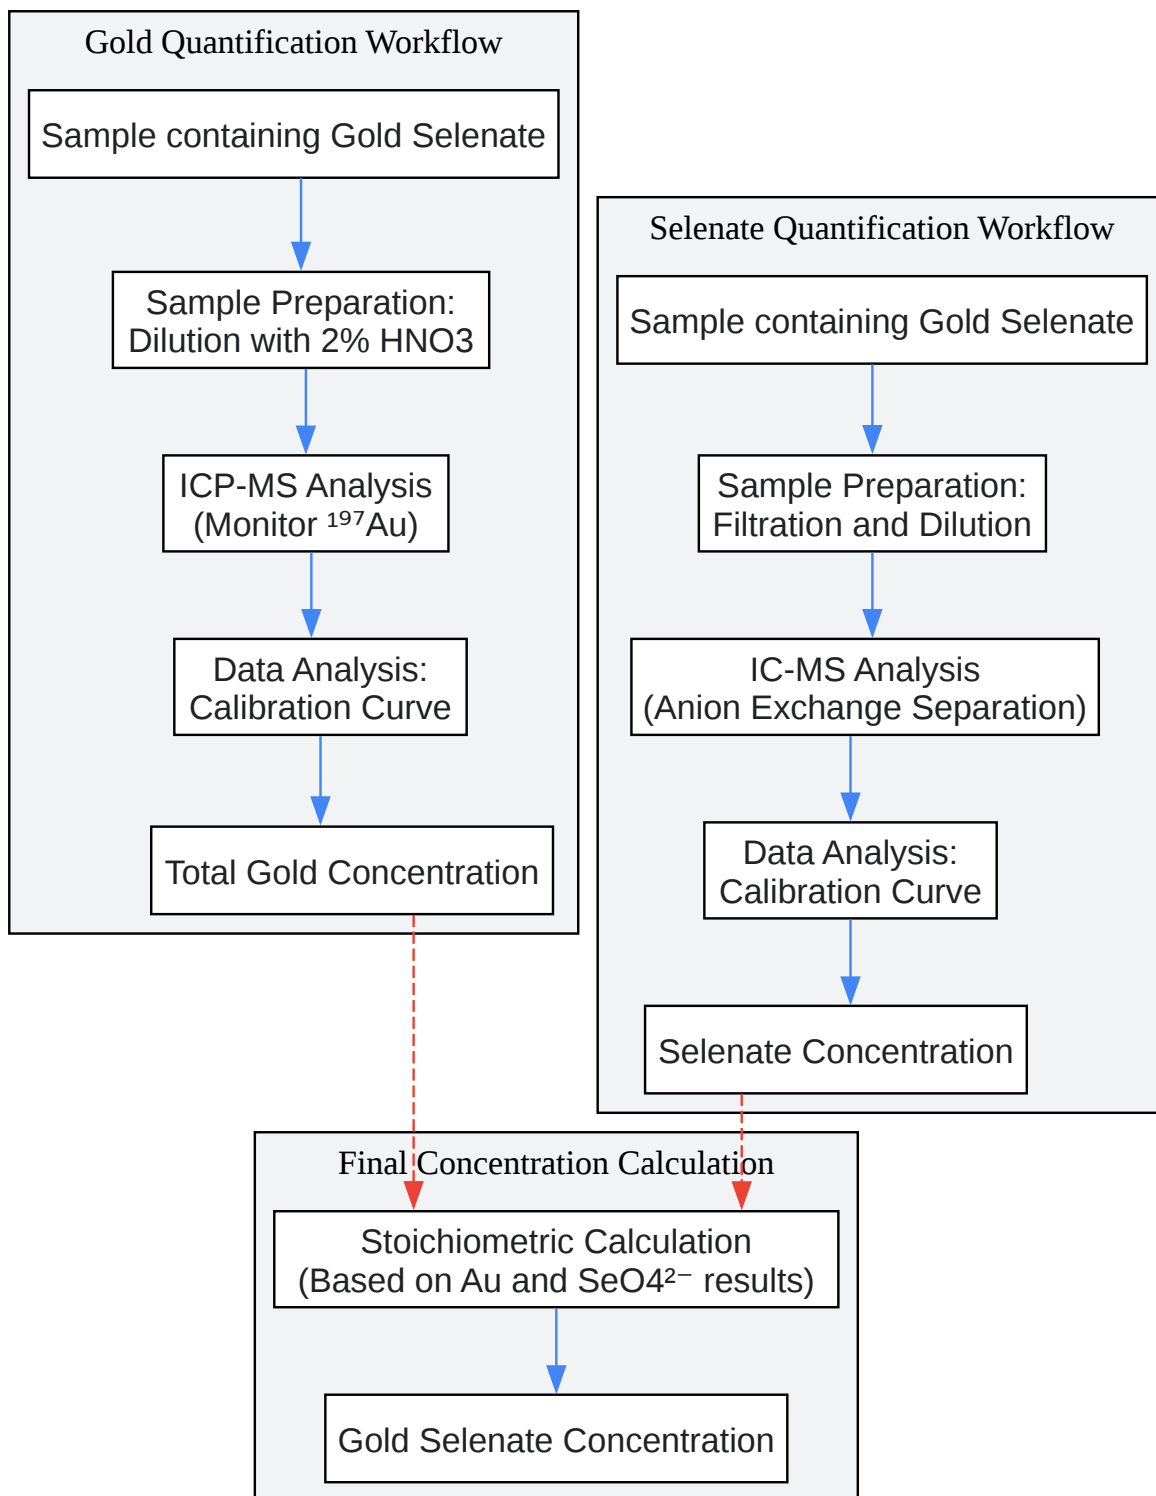 Gold Quantification Workflow
Sample containing Gold Selenate
Sample Preparation:
Dilution with 2% HNO3
ICP-MS Analysis
(Monitor ¹⁹⁷Au)
Data Analysis:
Calibration Curve
Total Gold Concentration
Selenate Quantification Workflow
Sample containing Gold Selenate
Sample Preparation:
Filtration and Dilution
IC-MS Analysis
(Anion Exchange Separation)
Data Analysis:
Calibration Curve
Selenate Concentration
Final Concentration Calculation
Stoichiometric Calculation
(Based on Au and SeO4²⁻ results)
Gold Selenate Concentration